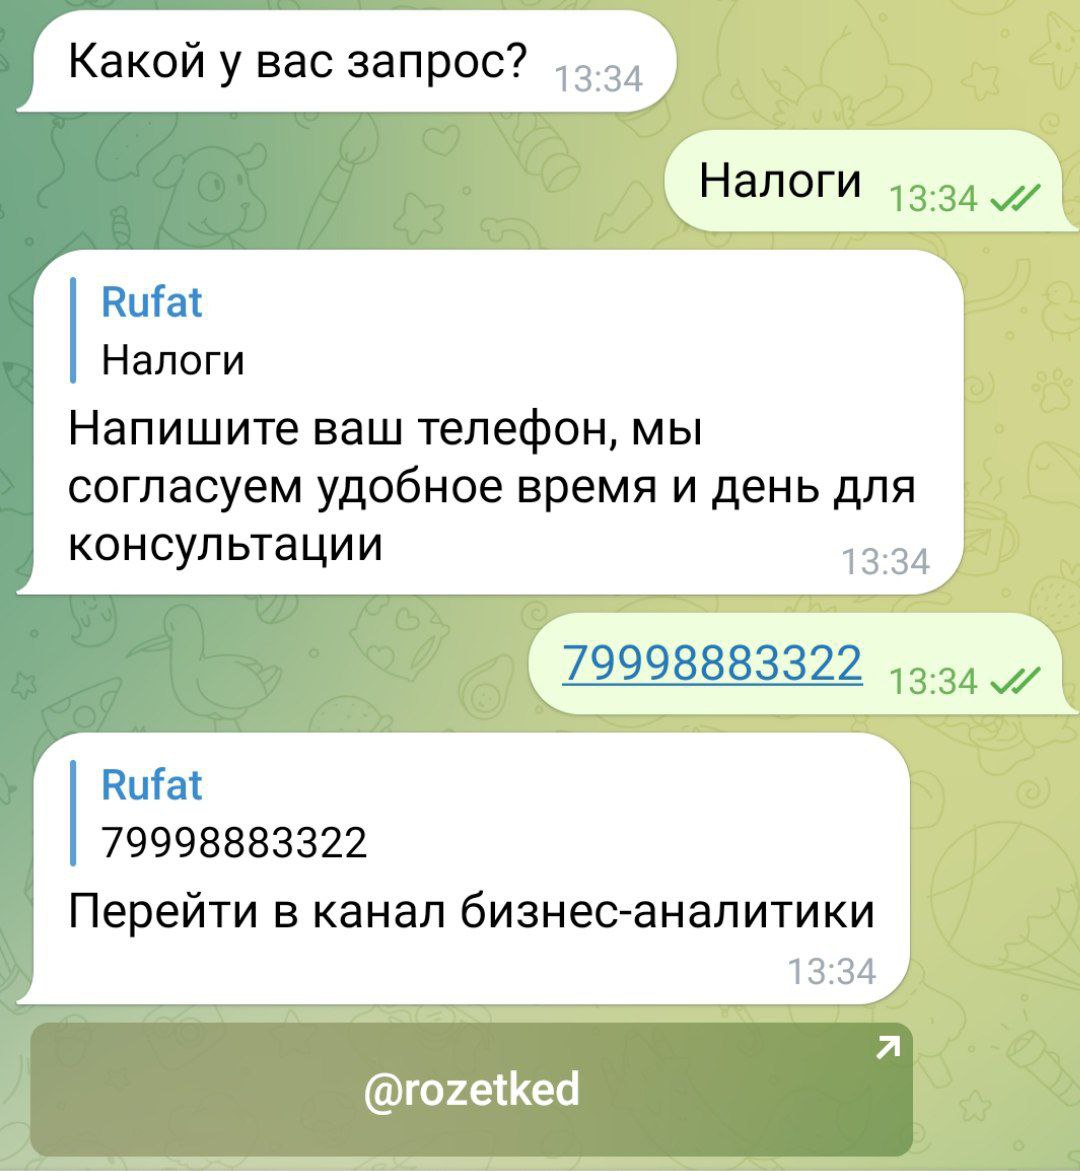 Какой у вас запрос?
13:34
Налоги
13:34
Rufat
Налоги
Напишите ваш телефон, мы
согласуем удобное время и день для
консультации
13:34
79998883322
13:34
Rufat
79998883322
Перейти в канал бизнес-аналитики
13:34
@rozetked